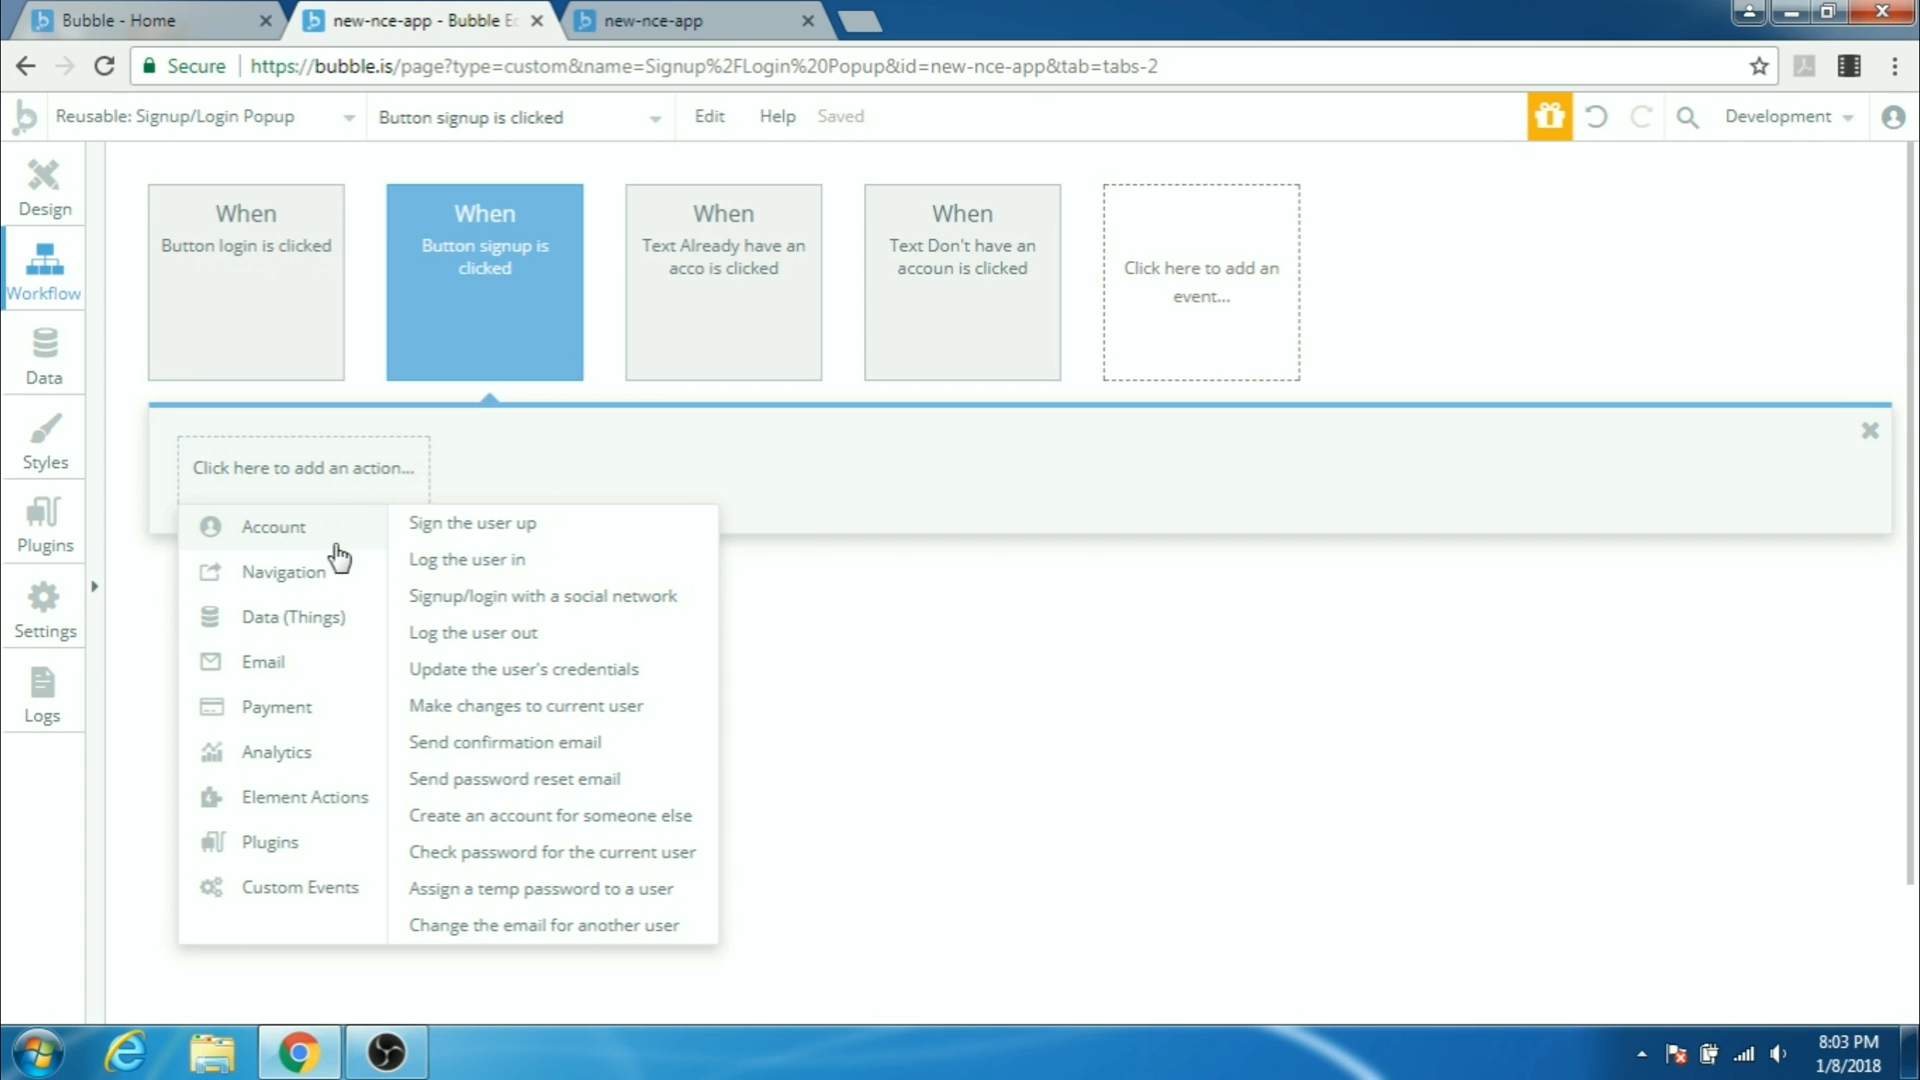 Bubble - Home
new-nce-app - Bubble Ec
new-nce-app
Secure
https://bubble.is/page?type=custom&name=Signup%2FLogin%20Popup&id=new-nce-app&tab=tabs-2
Reusable: Signup/Login Popup
Button signup is clicked
Edit
Help
Saved
Development
Design
Workflow
Data
Styles
Plugins
Settings
Logs
When
Button login is clicked
When
Button signup is
clicked
When
Text Already have an
acco is clicked
When
Text Don't have an
accoun is clicked
Click here to add an
event...
Click here to add an action...
Account
Navigation
Data (Things)
Email
Payment
Analytics
Element Actions
Plugins
Custom Events
Sign the user up
Log the user in
Signup/login with a social network
Log the user out
Update the user's credentials
Make changes to current user
Send confirmation email
Send password reset email
Create an account for someone else
Check password for the current user
Assign a temp password to a user
Change the email for another user
8:03 PM
1/8/2018